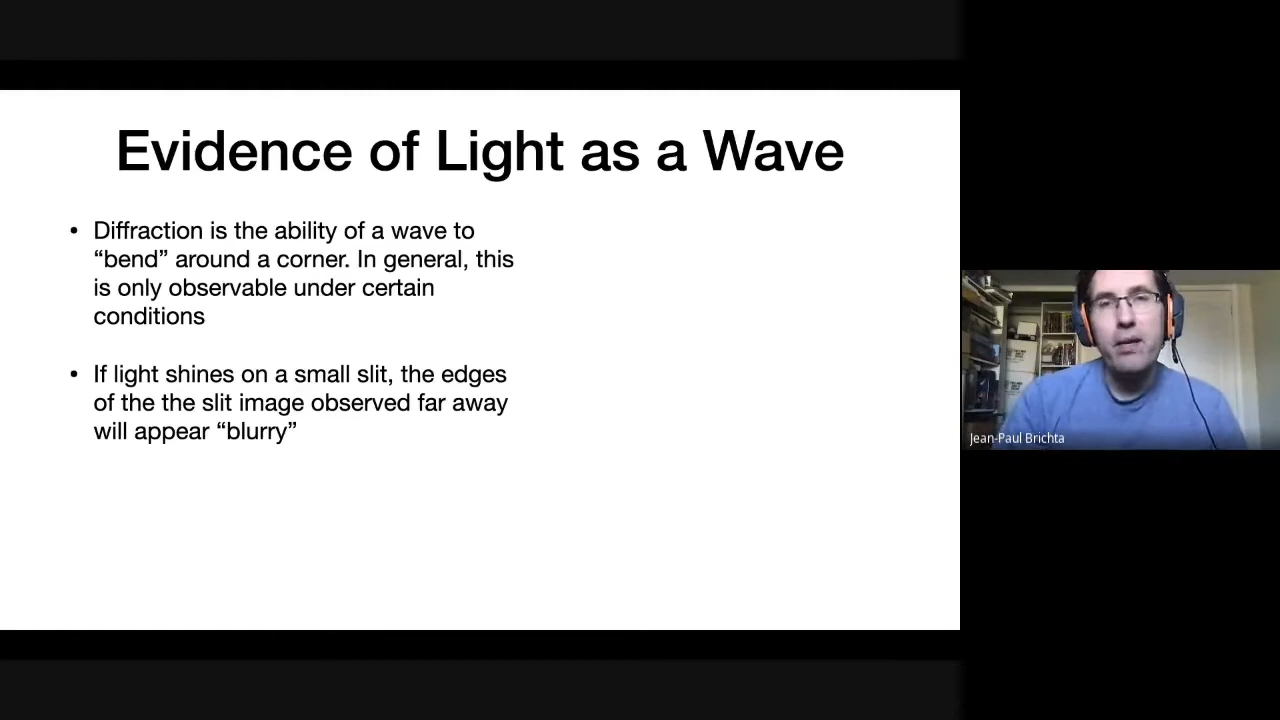 Evidence of Light as a Wave
• Diffraction is the ability of a wave to
“bend” around a corner. In general, this
is only observable under certain
conditions
• If light shines on a small slit, the edges
of the the slit image observed far away
will appear “blurry”
Jean-Paul Brichta